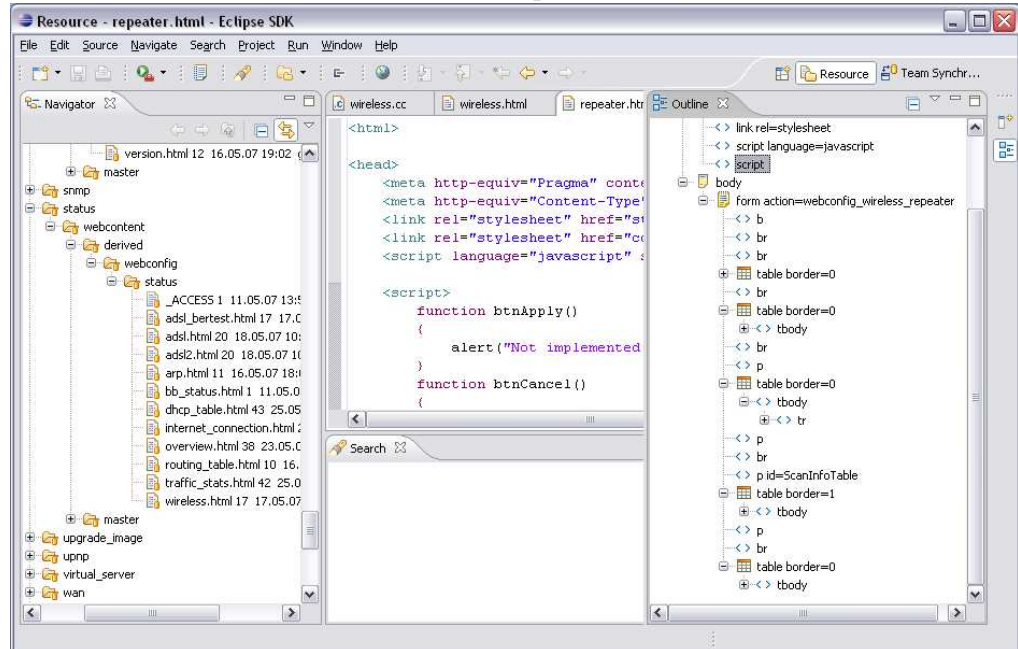 Resource - repeater.html - Eclipse SDK
File Edit Source Navigate Search Project Run Window Help
Resource
Team Synchr...
Navigator
version.html 12 16.05.07 19:02
master
snmp
status
webcontent
derived
webconfig
status
_ACCESS 1 11.05.07 13:5
adsl_bertest.html 17 17.0
adsl.html 20 18.05.07 10:
adsl2.html 20 18.05.07 10
arp.html 11 16.05.07 18:
bb_status.html 1 11.05.0
dhcp_table.html 43 25.05
internet_connection.html
overview.html 38 23.05.0
routing_table.html 10 16.
traffic_stats.html 42 25.0
wireless.html 17 17.05.07
master
upgrade_image
upnp
virtual_server
wan
wireless.cc
wireless.html
repeater.htr
<html>
<head>
<meta http-equiv="Pragma" conte
<meta http-equiv="Content-Type"
<link rel="stylesheet" href="st
<link rel="stylesheet" href="co
<script language="javascript" s
<script>
function btnApply()
{
alert("Not implemented
}
function btnCancel()
{
Search
Outline
link rel=stylesheet
script language=javascript
script
body
form action=webconfig_wireless_repeater
b
br
br
table border=0
br
table border=0
tbody
br
p
table border=0
tbody
tr
p
br
p id=ScanInfoTable
table border=1
tbody
p
br
table border=0
tbody